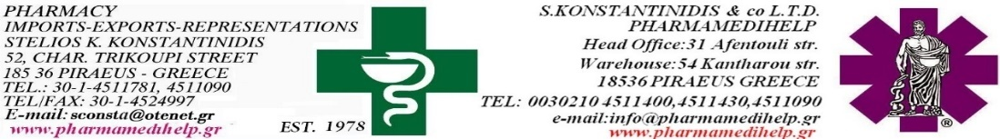 PHARMACY
IMPORTS-EXPORTS-REPRESENTATIONS
STELIOS K. KONSTANTINIDIS
52, CHAR. TRIKOUPI STREET
185 36 PIRAEUS - GREECE
TEL.: 30-1-4511781, 4511090
TEL/FAX: 30-1-4524997
E-mail: sconsta@otenet.gr
www.pharmamedihelp.gr
EST. 1978
S.KONSTANTINIDIS & co L.T.D.
PHARMAMEDIHELP
Head Office:31 Afentouli str.
Warehouse:54 Kantharou str.
18536 PIRAEUS GREECE
TEL: 0030210 4511400,4511430,4511090
e-mail:info@pharmamedihelp.gr
www.pharmamedihelp.gr
®